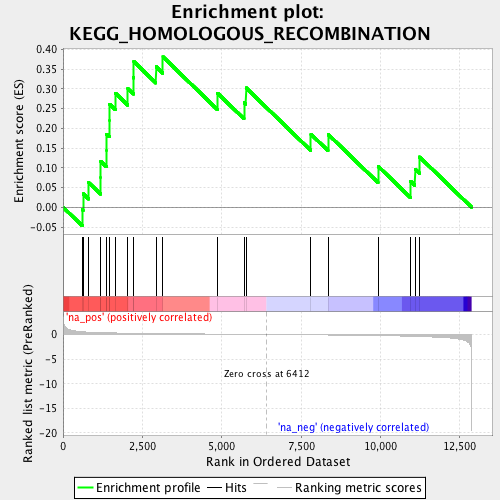 Enrichment plot:
KEGG_HOMOLOGOUS_RECOMBINATION
Enrichment score (ES)
0.40
0.35
0.30
0.25
0.20
0.15
0.10
0.05
0.00
-0.05
'na_pos' (positively correlated)
Ranked list metric (PreRanked)
0
-5
-10
-15
-20
Zero cross at 6412
'na_neg' (negatively correlated)
0 2,500 5,000 7,500 10,000 12,500
Rank in Ordered Dataset
Enrichment profile Hits Ranking metric scores